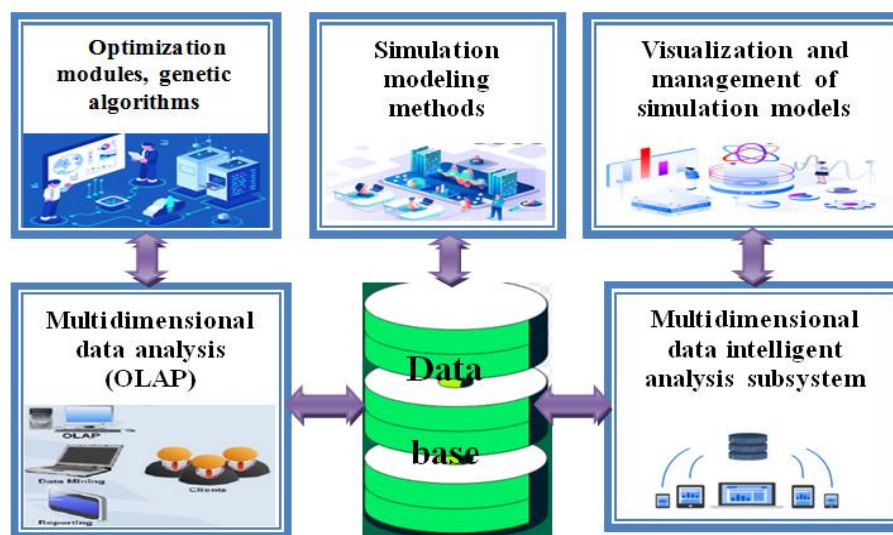 Optimization
modules, genetic
algorithms
Simulation
modeling
methods
Visualization and
management of
simulation models
Multidimensional
data analysis
(OLAP)
OLAP
Data Mining
Clients
Reporting
Data
base
Multidimensional
data intelligent
analysis subsystem